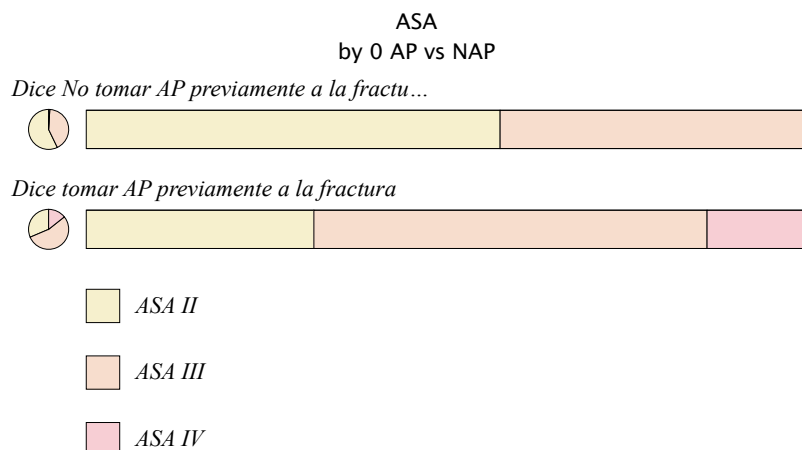 ASA
by 0 AP vs NAP
Dice No tomar AP previamente a la fractu…
Dice tomar AP previamente a la fractura
ASA II
ASA III
ASA IV